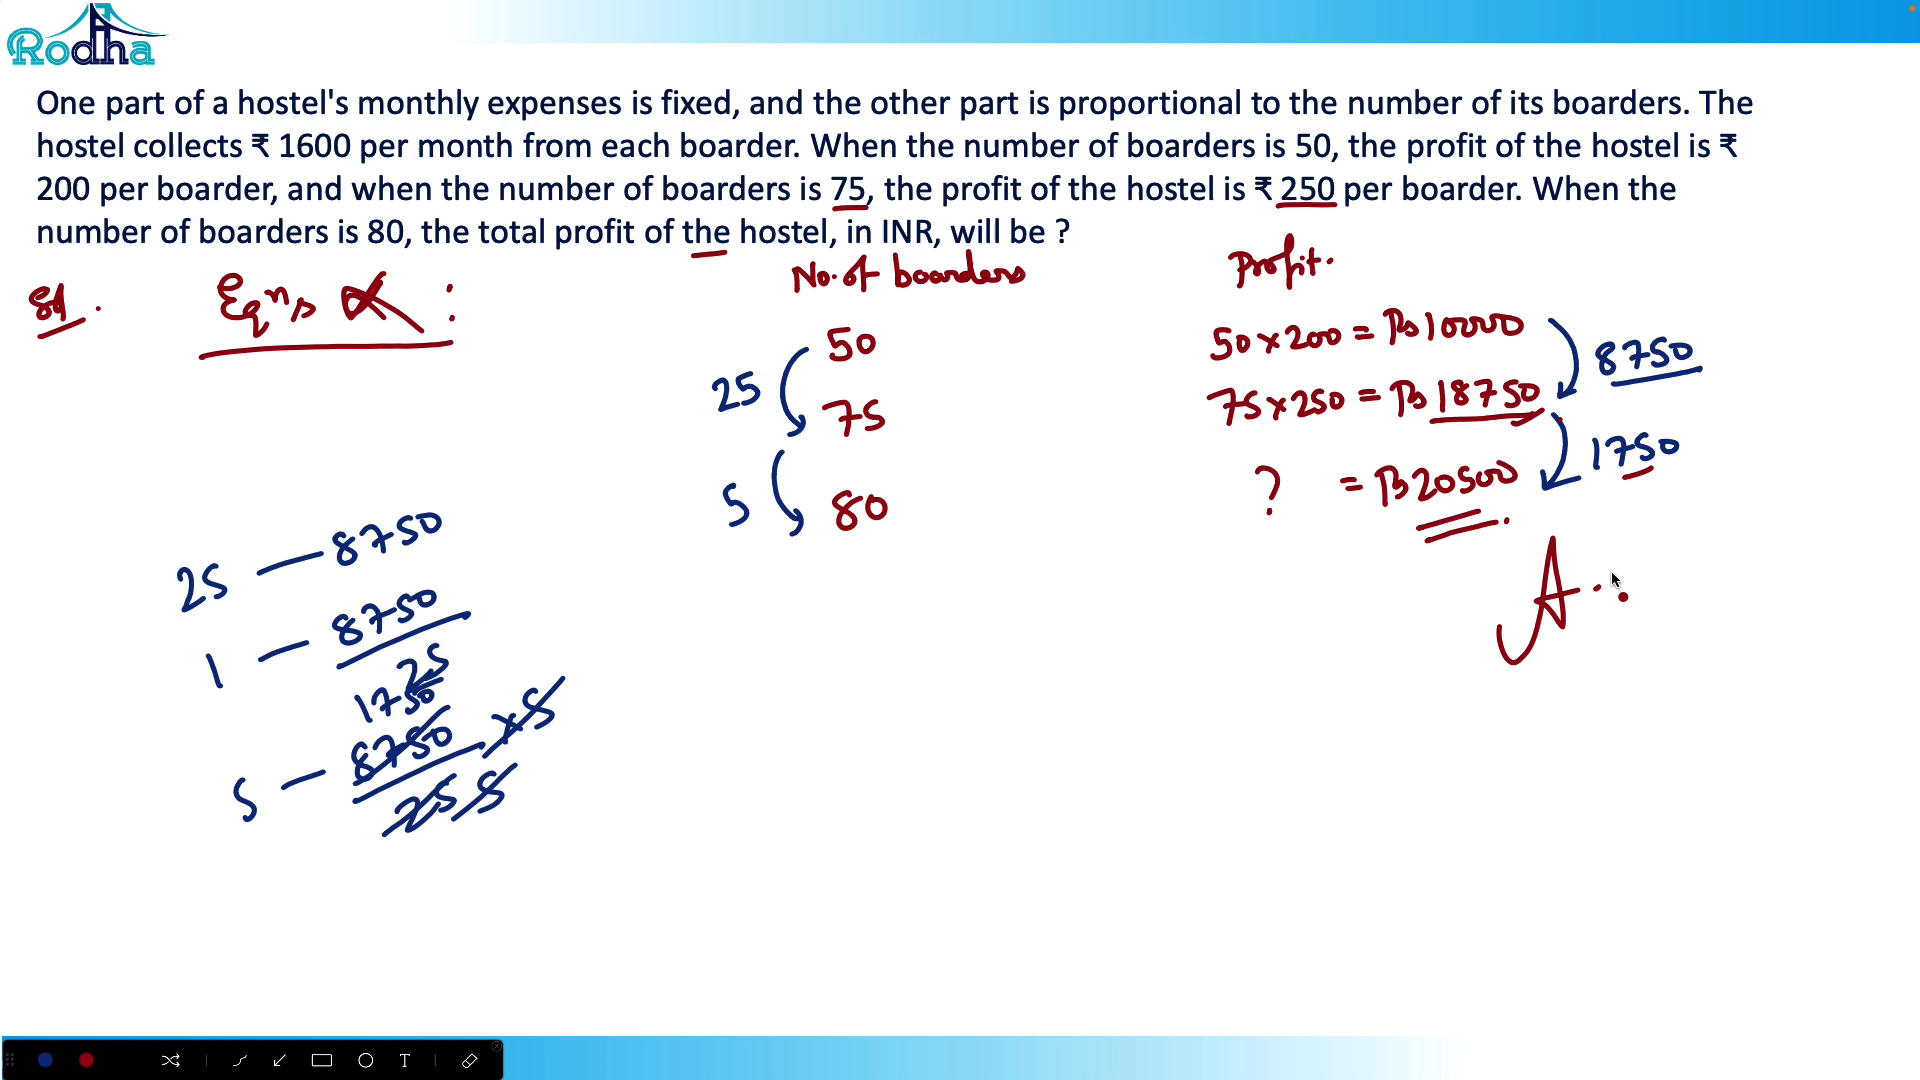 Rodha
One part of a hostel's monthly expenses is fixed, and the other part is proportional to the number of its boarders. The
hostel collects ₹ 1600 per month from each boarder. When the number of boarders is 50, the profit of the hostel is ₹
200 per boarder, and when the number of boarders is 75, the profit of the hostel is ₹ 250 per boarder. When the
number of boarders is 80, the total profit of the hostel, in INR, will be ?
Eqⁿs :
No. of boarders
Profit.
50
50 x 200 = Rs 10000
8750
25
75
75 x 250 = Rs 18750
1750
5
80
? = Rs 20500
A
25 — 8750
1 — 8750
25
1750
5 — 8750 x 5
25 5
T